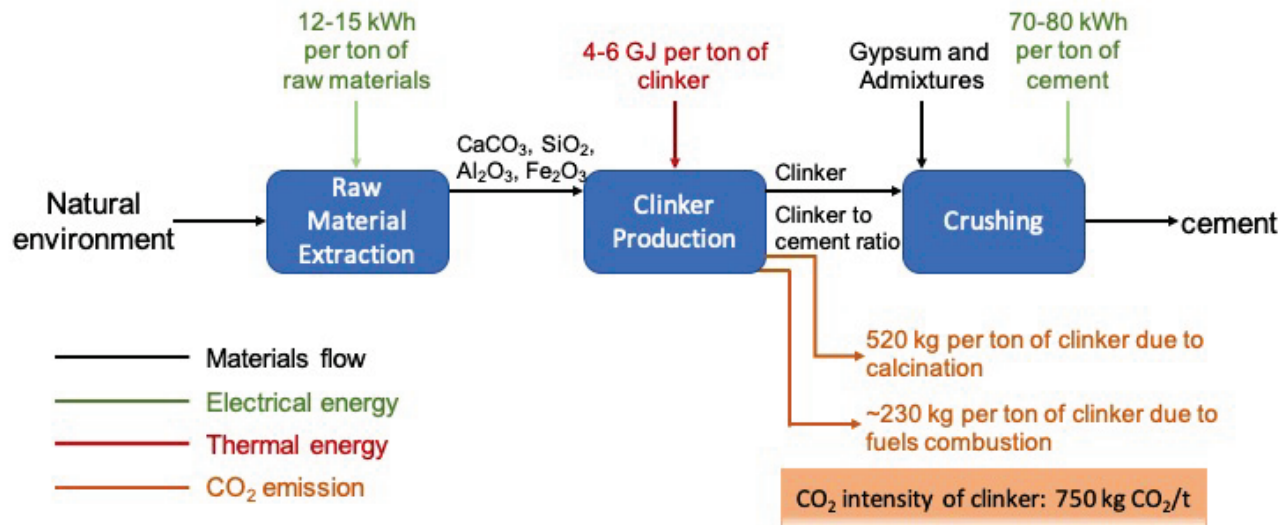 12-15 kWh
per ton of
raw materials
4-6 GJ per ton of
clinker
Gypsum and
Admixtures
70-80 kWh
per ton of
cement
Natural
environment
Raw
Material
Extraction
CaCO₃, SiO₂,
Al₂O₃, Fe₂O₃
Clinker
Production
Clinker
Clinker to
cement ratio
Crushing
cement
520 kg per ton of clinker due to
calcination
~230 kg per ton of clinker due to
fuels combustion
Materials flow
Electrical energy
Thermal energy
CO₂ emission
CO₂ intensity of clinker: 750 kg CO₂/t